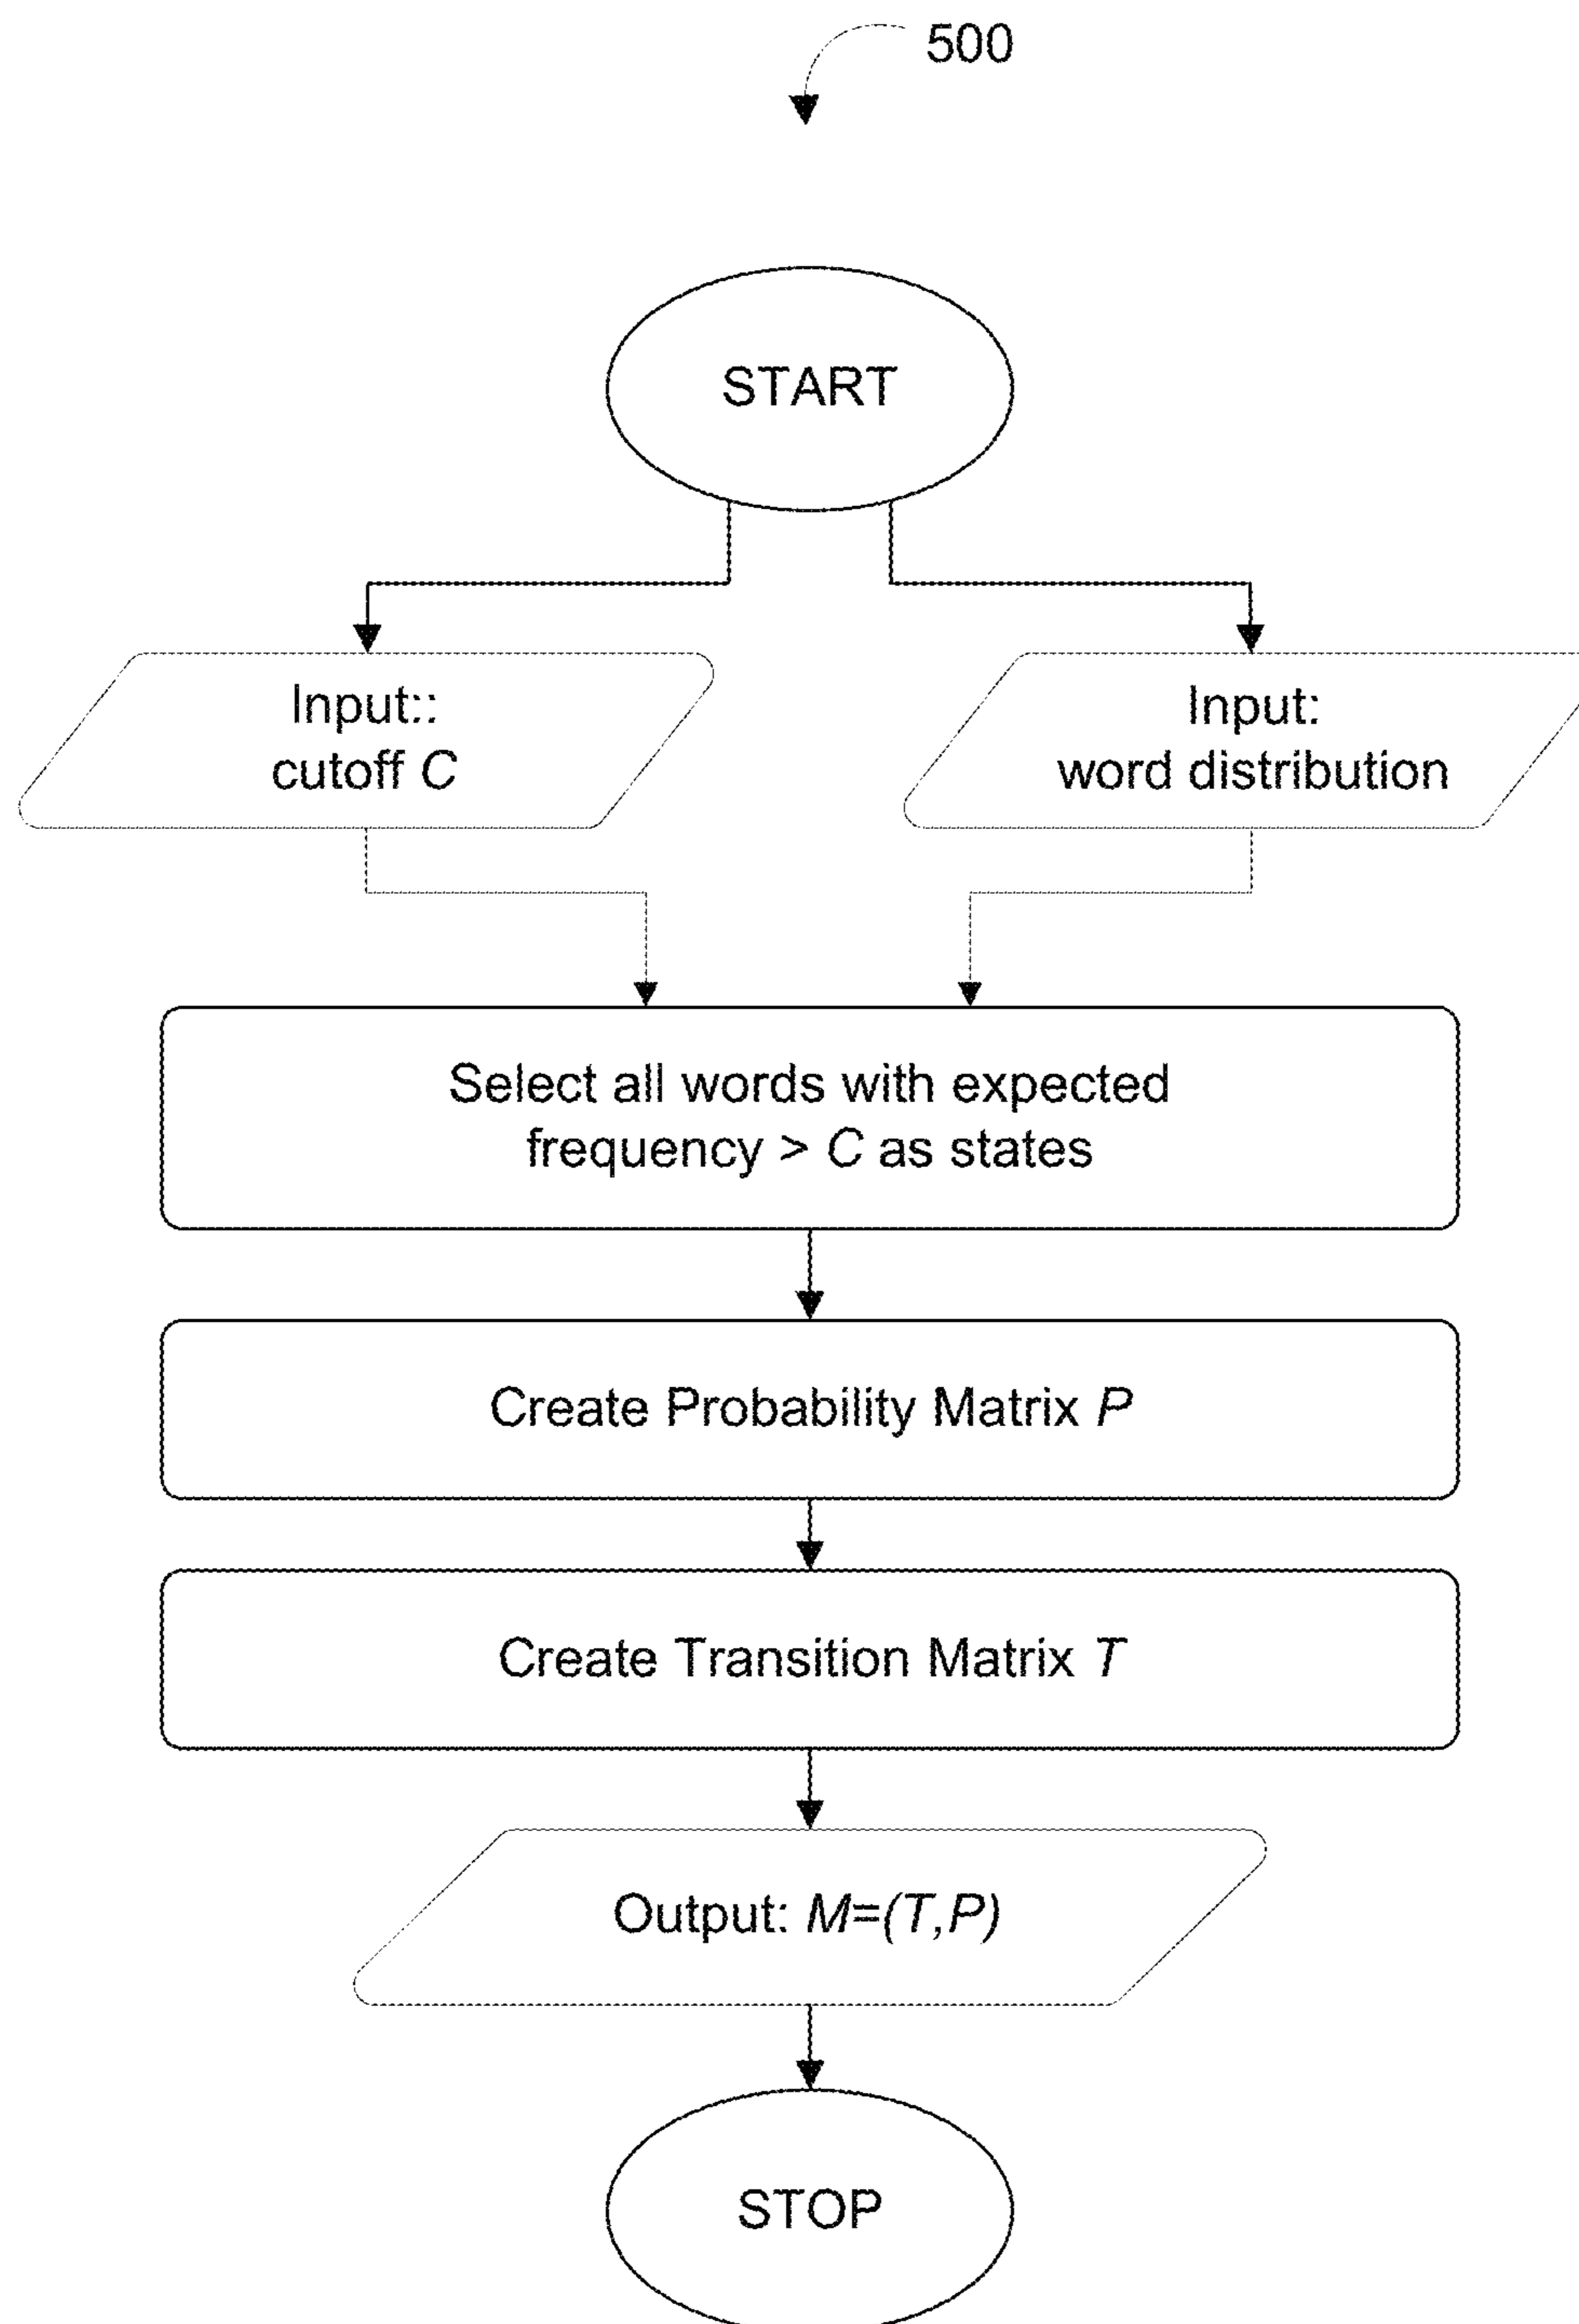 500
START
Input::
cutoff C
Input:
word distribution
Select all words with expected
frequency > C as states
Create Probability Matrix P
Create Transition Matrix T
Output: M=(T,P)
STOP